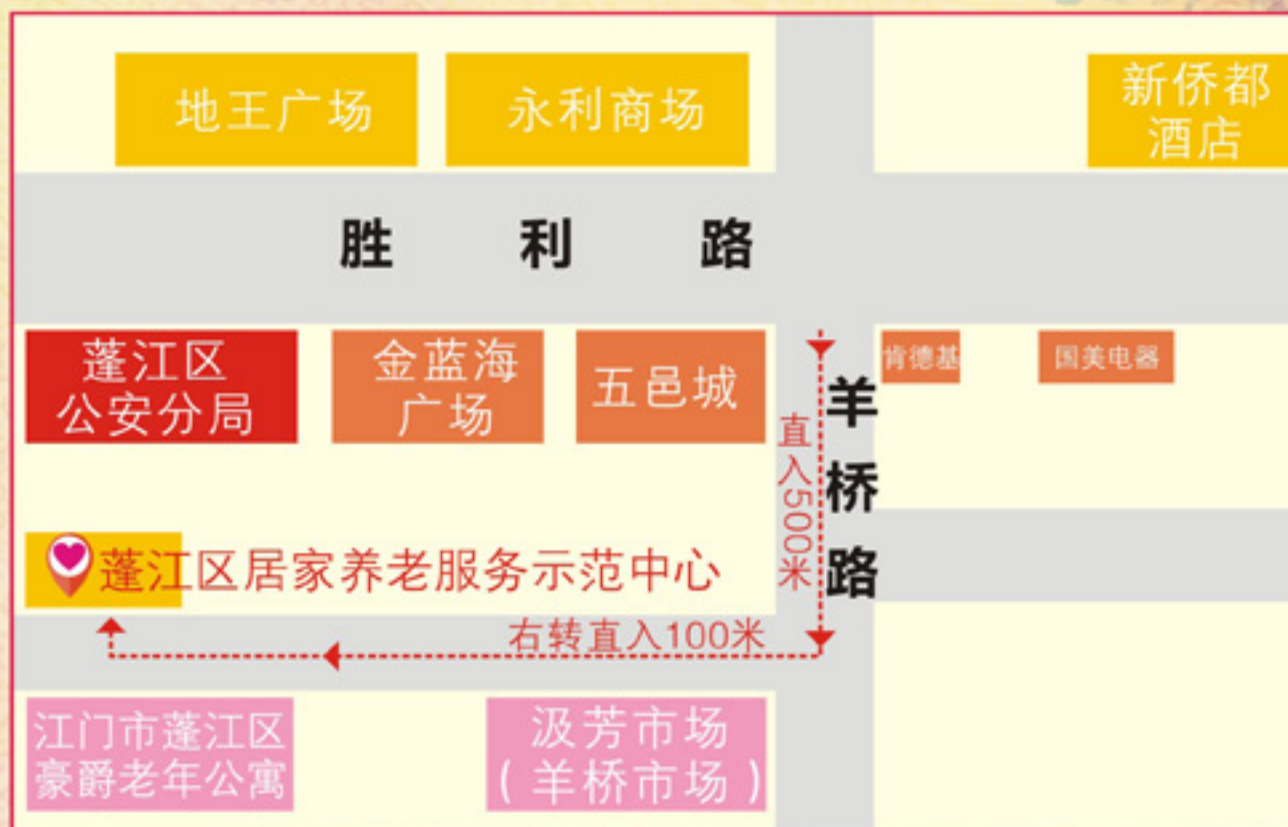 地王广场
永利商场
新侨都
酒店
胜利路
蓬江区
公安分局
金蓝海
广场
五邑城
肯德基
国美电器
羊桥路
直入500米
蓬江区居家养老服务示范中心
右转直入100米
江门市蓬江区
豪爵老年公寓
汲芳市场
(羊桥市场)